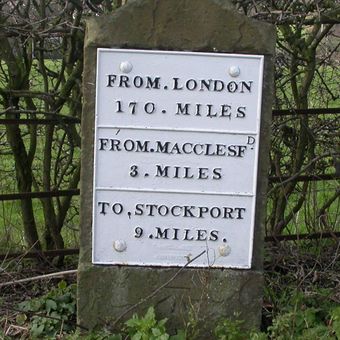 FROM.LONDON
170.MILES
FROM.MACCLESFD
3.MILES
TO,STOCKPORT
9.MILES.